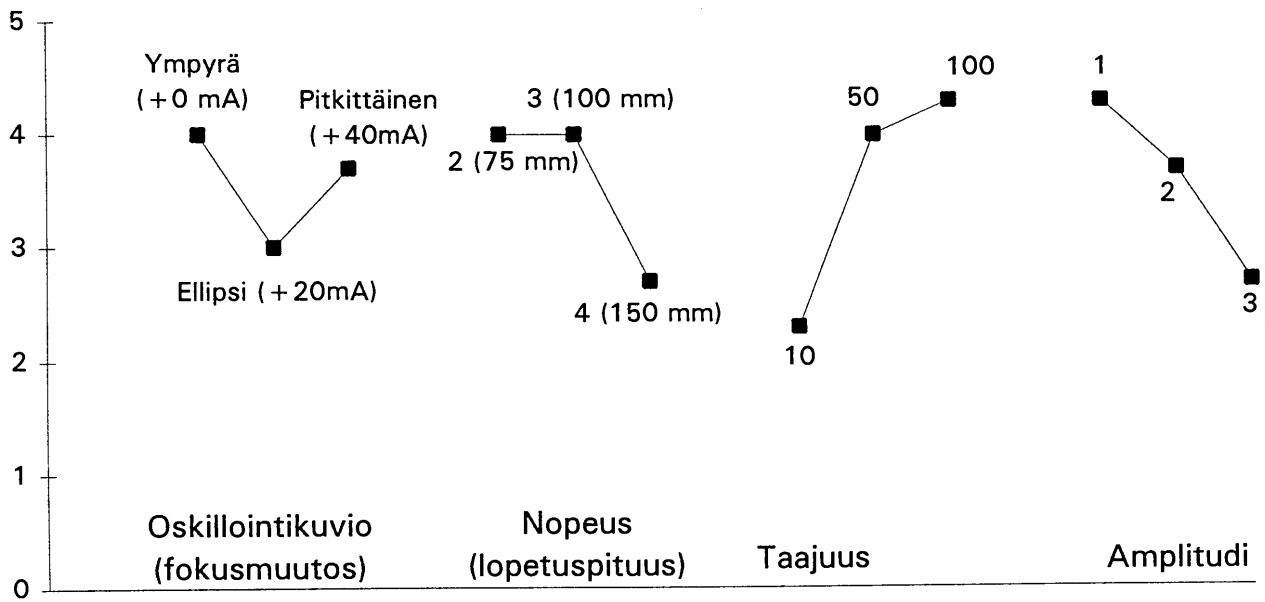 5
Ympyrä
(+0 mA)
Pitkittäinen
(+40mA)
3 (100 mm)
50
100
1
4
2 (75 mm)
2
3
Ellipsi (+20mA)
4 (150 mm)
3
2
10
1
Oskillointikuvio
(fokusmuutos)
Nopeus
(lopetuspituus)
Taajuus
Amplitudi
0